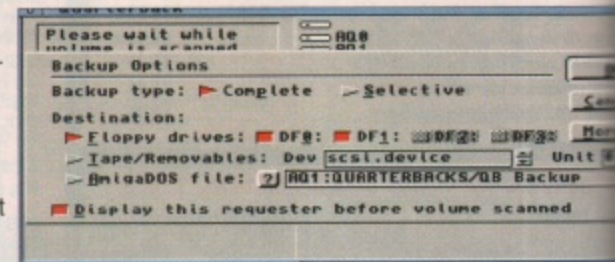 Quarterback
Please wait while
volume is scanned
AQ0
AQ1
Backup Options
Backup type: Complete Selective
Destination:
Floppy drives: DF0: DF1: DF2: DF3:
Tape/Removables: Dev scsi.device Unit
AmigaDOS file: ? AQ1:QUARTERBACKS/QB Backup
Display this requester before volume scanned